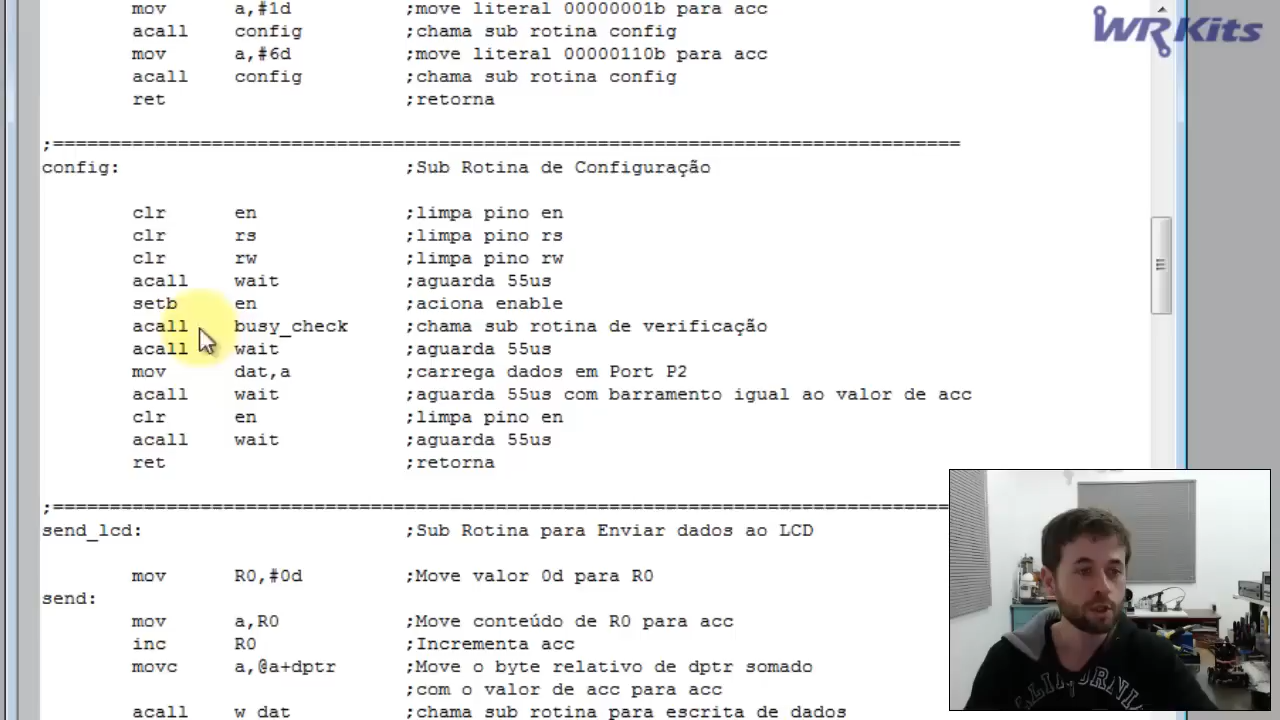 WR Kits
mov a,#1d ;move literal 00000001b para acc
acall config ;chama sub rotina config
mov a,#6d ;move literal 00000110b para acc
acall config ;chama sub rotina config
ret ;retorna
;================================================================================
config: ;Sub Rotina de Configuração
clr en ;limpa pino en
clr rs ;limpa pino rs
clr rw ;limpa pino rw
acall wait ;aguarda 55us
setb en ;aciona enable
acall busy_check ;chama sub rotina de verificação
acall wait ;aguarda 55us
mov dat,a ;carrega dados em Port P2
acall wait ;aguarda 55us com barramento igual ao valor de acc
clr en ;limpa pino en
acall wait ;aguarda 55us
ret ;retorna
;================================================================================
send_lcd: ;Sub Rotina para Enviar dados ao LCD
mov R0,#0d ;Move valor 0d para R0
send:
mov a,R0 ;Move conteúdo de R0 para acc
inc R0 ;Incrementa acc
movc a,@a+dptr ;Move o byte relativo de dptr somado
;com o valor de acc para acc
acall w_dat ;chama sub rotina para escrita de dados